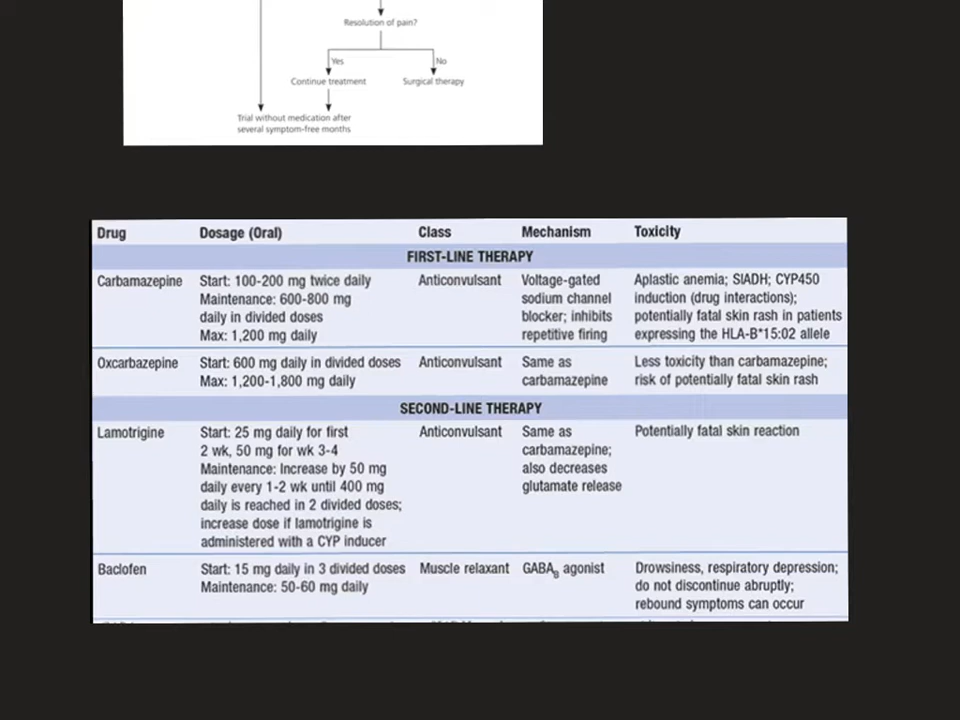 Resolution of pain?
Yes
No
Continue treatment
Surgical therapy
Trial without medication after
several symptom-free months
Drug Dosage (Oral) Class Mechanism Toxicity
FIRST-LINE THERAPY
Carbamazepine Start: 100-200 mg twice daily Anticonvulsant Voltage-gated Aplastic anemia; SIADH; CYP450
Maintenance: 600-800 mg sodium channel induction (drug interactions);
daily in divided doses blocker; inhibits potentially fatal skin rash in patients
Max: 1,200 mg daily repetitive firing expressing the HLA-B*15:02 allele
Oxcarbazepine Start: 600 mg daily in divided doses Anticonvulsant Same as Less toxicity than carbamazepine;
Max: 1,200-1,800 mg daily carbamazepine risk of potentially fatal skin rash
SECOND-LINE THERAPY
Lamotrigine Start: 25 mg daily for first Anticonvulsant Same as Potentially fatal skin reaction
2 wk, 50 mg for wk 3-4 carbamazepine;
Maintenance: Increase by 50 mg also decreases
daily every 1-2 wk until 400 mg glutamate release
daily is reached in 2 divided doses;
increase dose if lamotrigine is
administered with a CYP inducer
Baclofen Start: 15 mg daily in 3 divided doses Muscle relaxant GABAB agonist Drowsiness, respiratory depression;
Maintenance: 50-60 mg daily do not discontinue abruptly;
rebound symptoms can occur